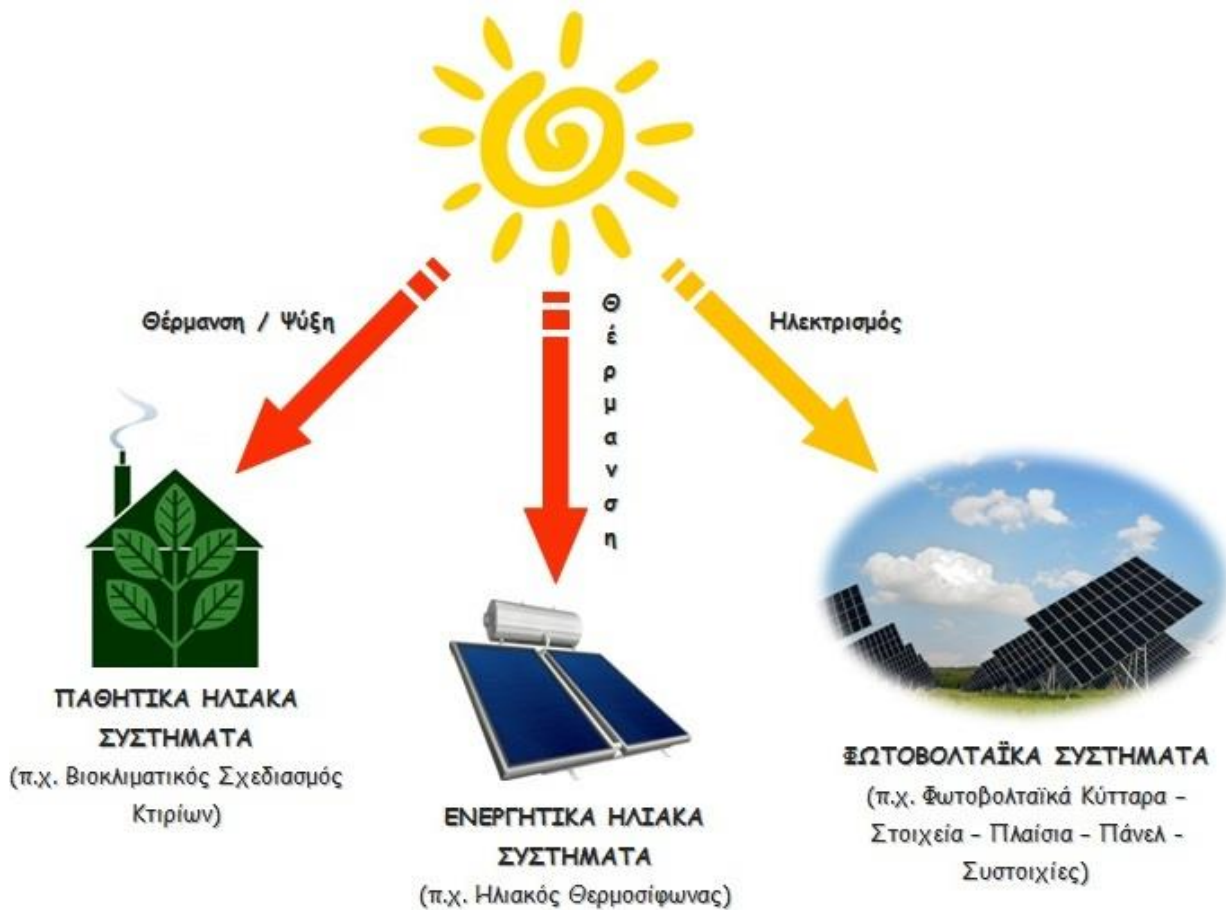 Θέρμανση / Ψύξη
Θέρμανση
Ηλεκτρισμός
ΠΑΘΗΤΙΚΑ ΗΛΙΑΚΑ
ΣΥΣΤΗΜΑΤΑ
(π.χ. Βιοκλιματικός Σχεδιασμός
Κτιρίων)
ΕΝΕΡΓΗΤΙΚΑ ΗΛΙΑΚΑ
ΣΥΣΤΗΜΑΤΑ
(π.χ. Ηλιακός Θερμοσίφωνας)
ΦΩΤΟΒΟΛΤΑΪΚΑ ΣΥΣΤΗΜΑΤΑ
(π.χ. Φωτοβολταϊκά Κύτταρα –
Στοιχεία – Πλαίσια – Πάνελ -
Συστοιχίες)